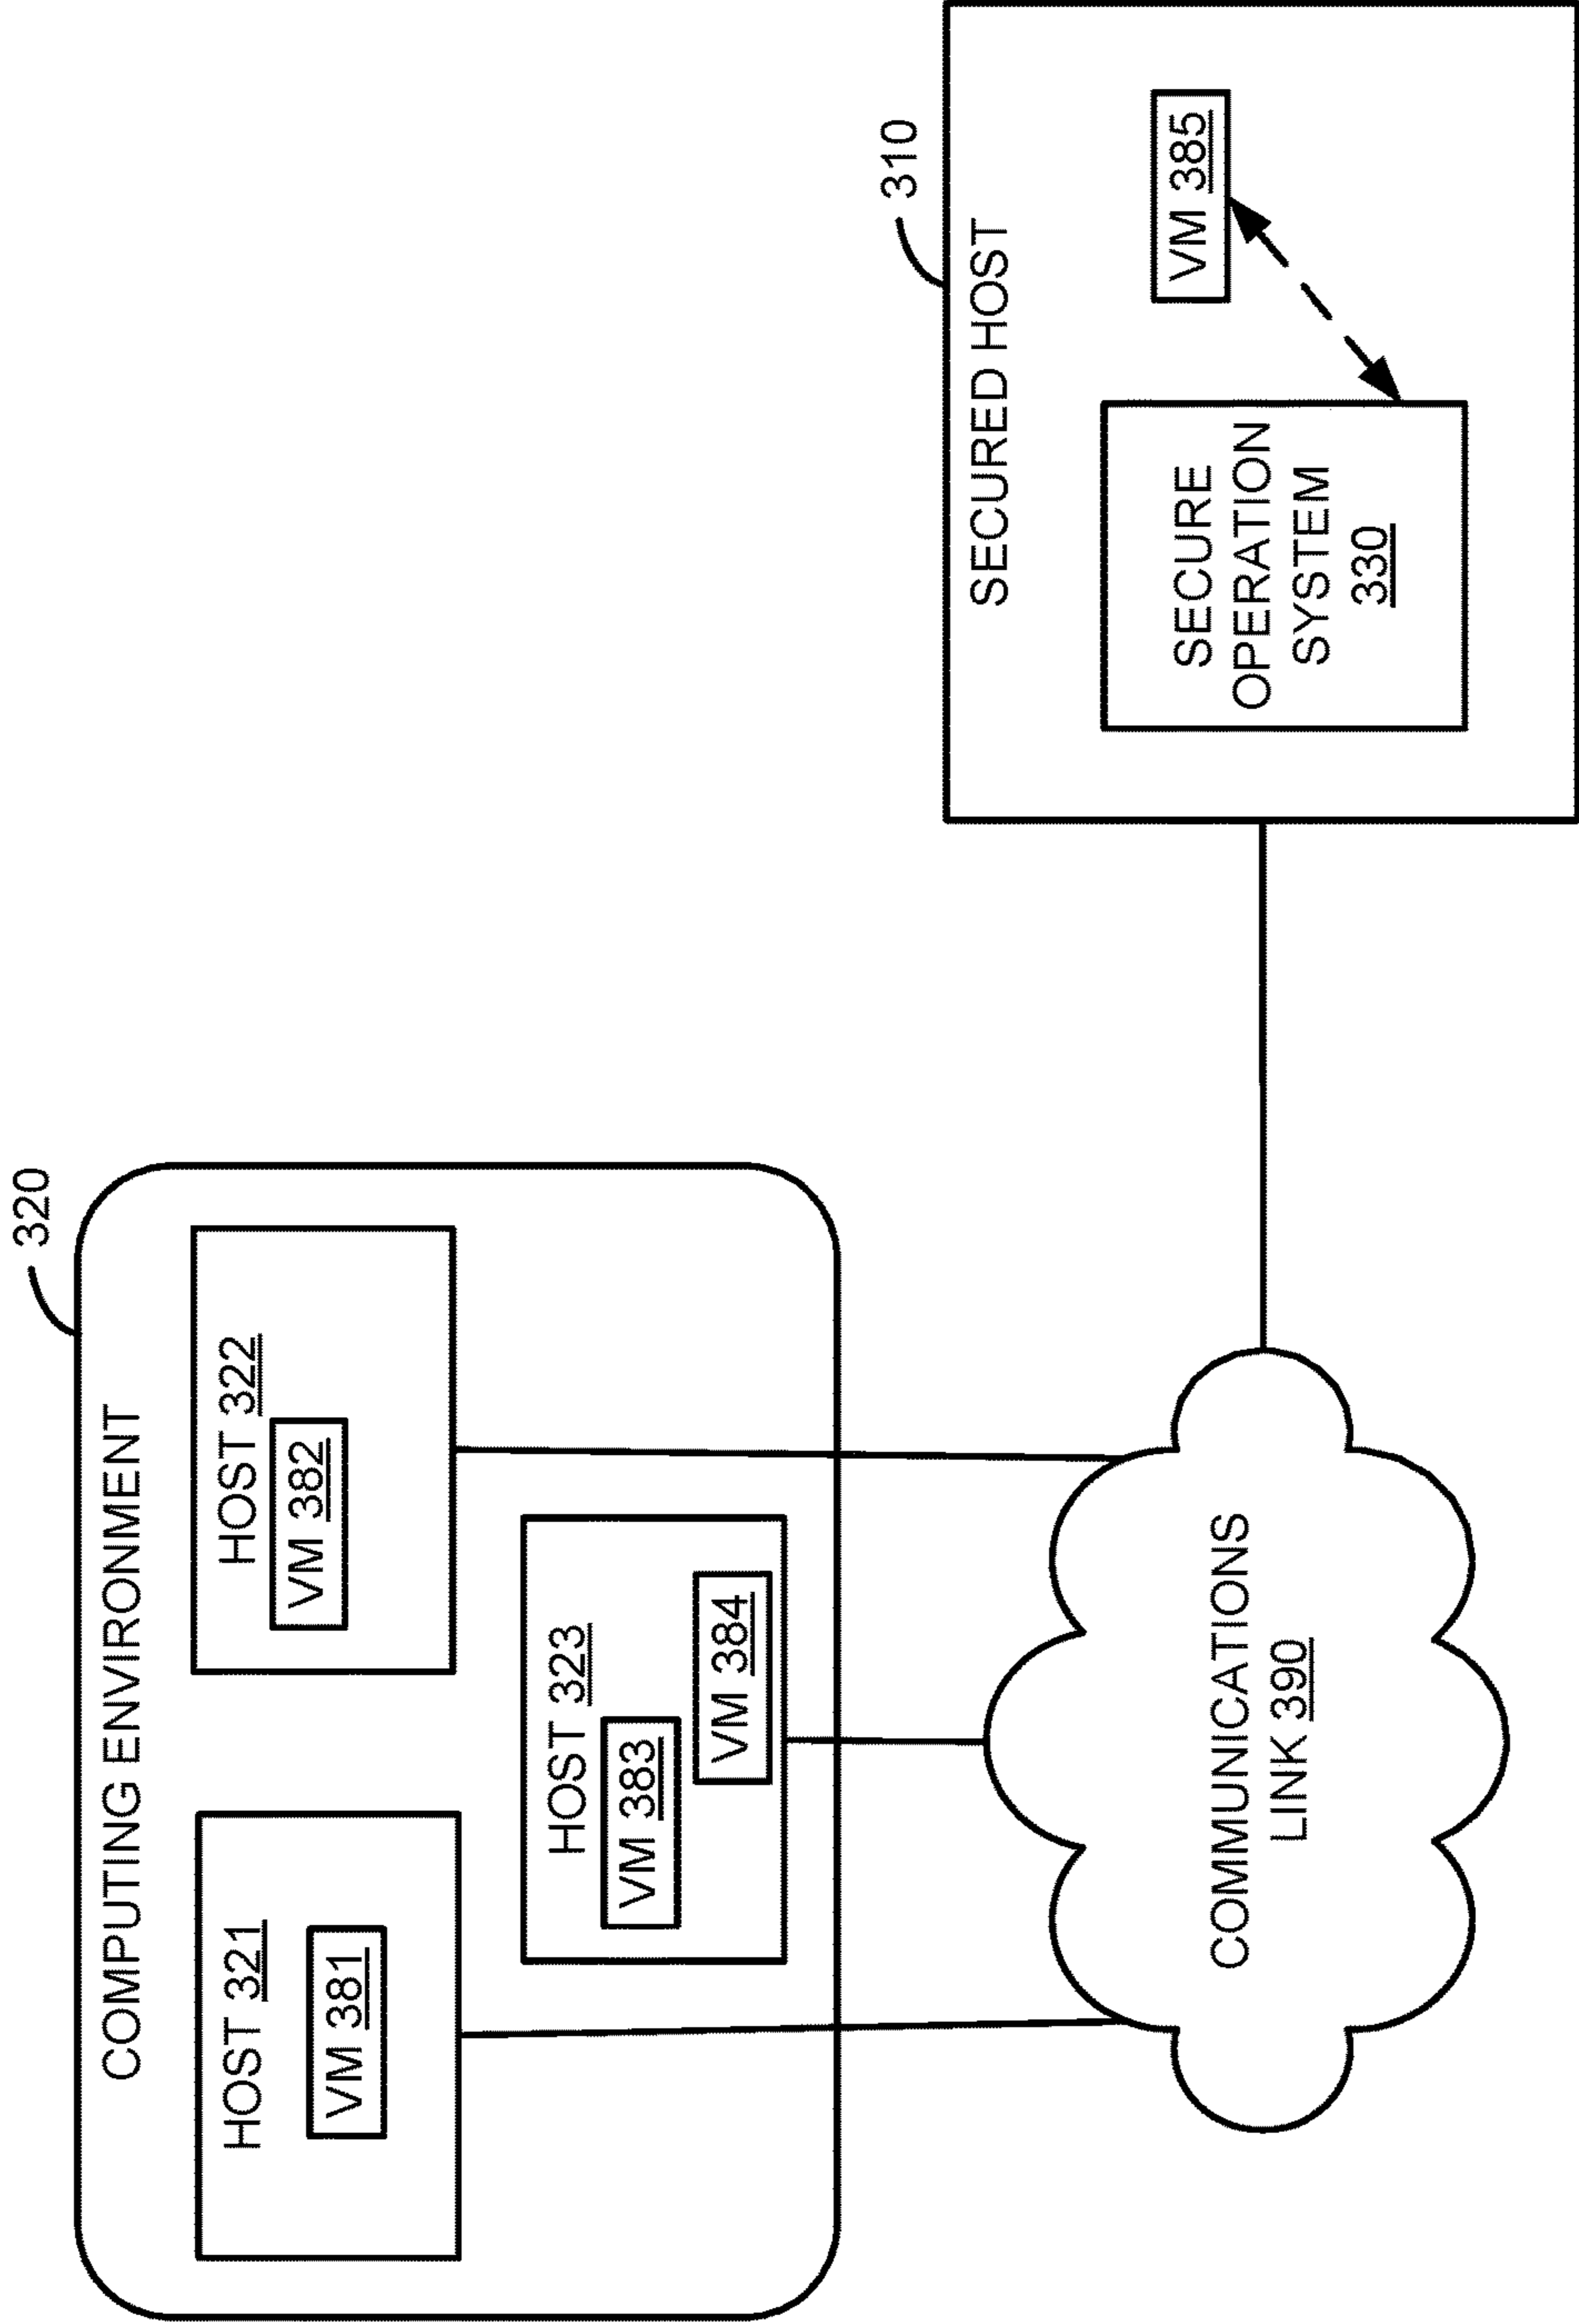 320
COMPUTING ENVIRONMENT
HOST 321
VM 381
HOST 322
VM 382
HOST 323
VM 383
VM 384
COMMUNICATIONS
LINK 390
310
SECURED HOST
SECURE
OPERATION
SYSTEM
330
VM 385